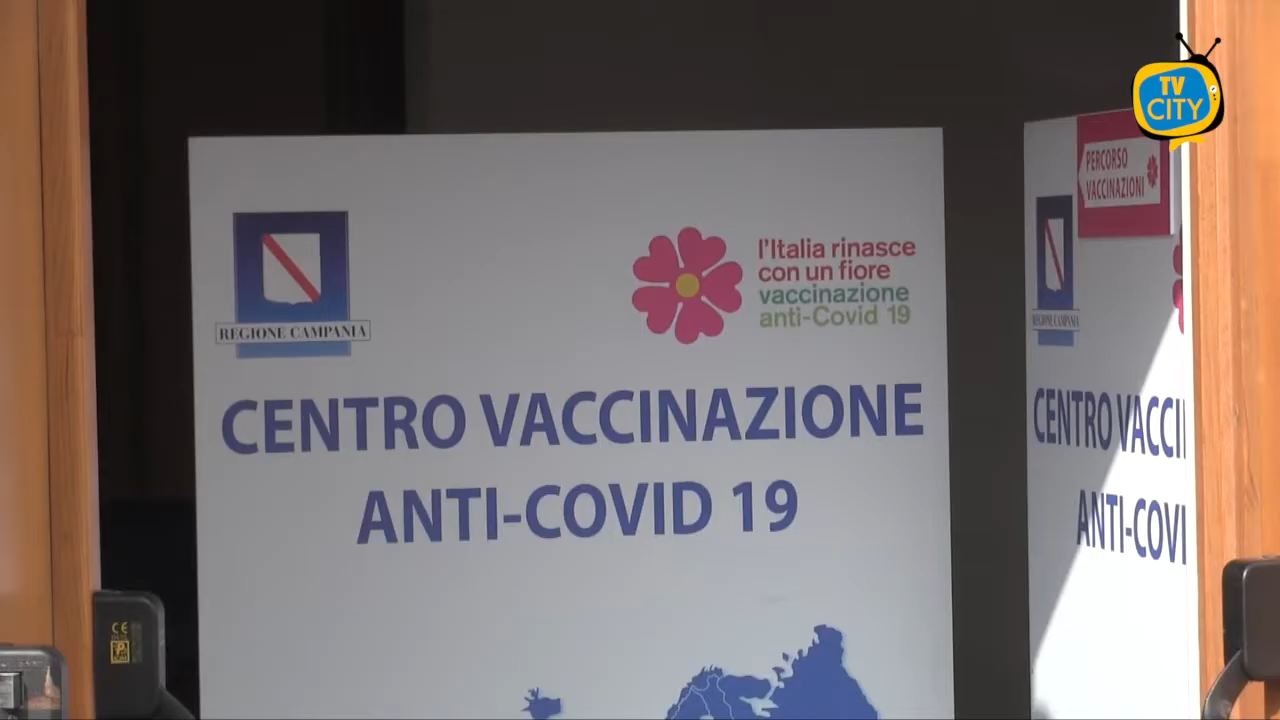 TV
CITY
PERCORSO
VACCINAZIONI
REGIONE CAMPANIA
l'Italia rinasce
con un fiore
vaccinazione
anti-Covid 19
CENTRO VACCINAZIONE
ANTI-COVID 19
REGIONE CAMPANIA
CENTRO VACCI
ANTI-COVI
CE